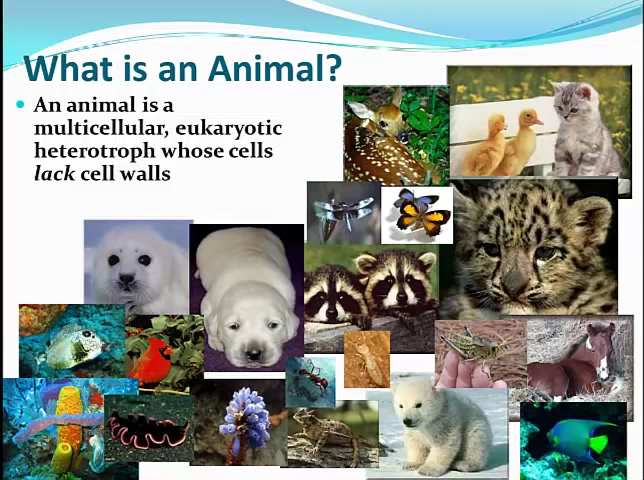 What is an Animal?
An animal is a
multicellular, eukaryotic
heterotroph whose cells
lack cell walls